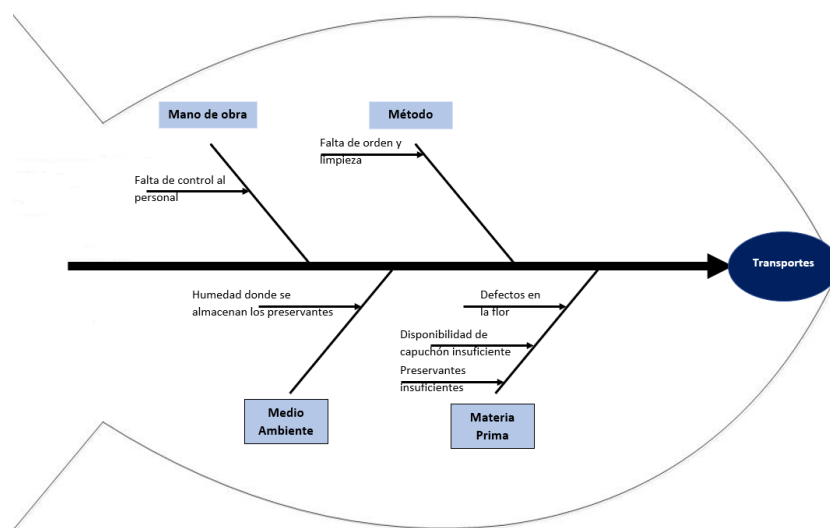 Mano de obra
Método
Falta de orden y
limpieza
Falta de control al
personal
Transportes
Humedad donde se
almacenan los preservantes
Defectos en
la flor
Disponibilidad de
capuchón insuficiente
Preservantes
insuficientes
Medio
Ambiente
Materia
Prima